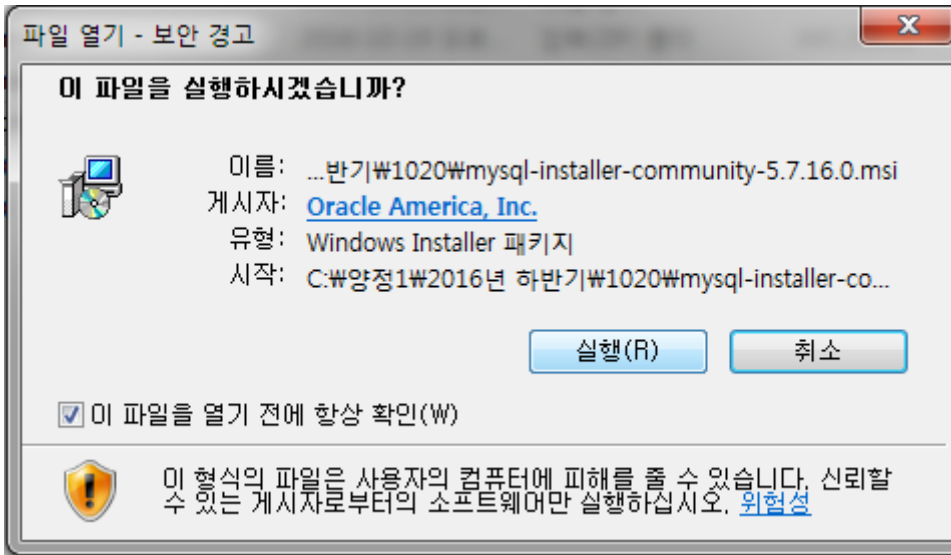 파일 열기 - 보안 경고
이 파일을 실행하시겠습니까?
이름: ...반기₩1020₩mysql-installer-community-5.7.16.0.msi
게시자: Oracle America, Inc.
유형: Windows Installer 패키지
시작: C:₩양정1₩2016년 하반기₩1020₩mysql-installer-co...
실행(R) 취소
이 파일을 열기 전에 항상 확인(W)
이 형식의 파일은 사용자의 컴퓨터에 피해를 줄 수 있습니다. 신뢰할
수 있는 게시자로부터의 소프트웨어만 실행하십시오. 위험성